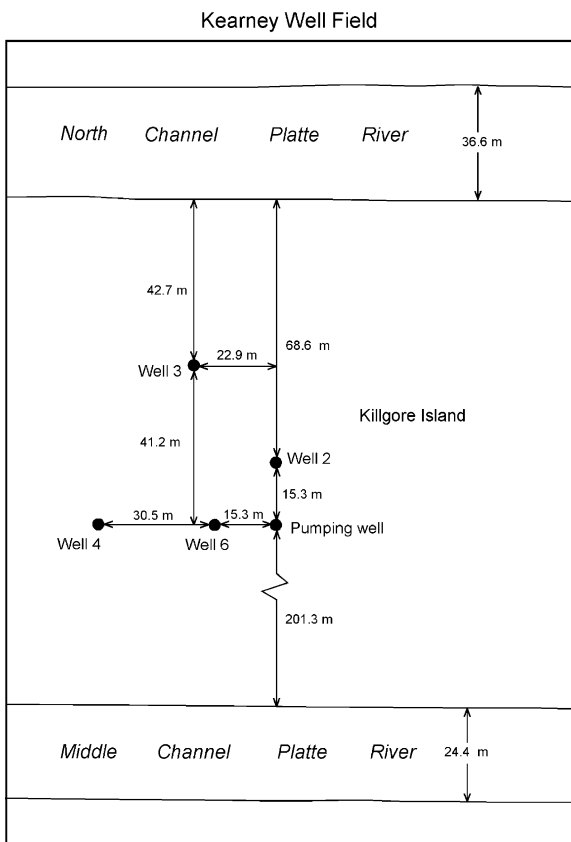 Kearney Well Field
North Channel Platte River
36.6 m
42.7 m
68.6 m
22.9 m
Well 3
Killgore Island
41.2 m
Well 2
15.3 m
30.5 m
15.3 m
Well 4
Well 6
Pumping well
201.3 m
Middle Channel Platte River
24.4 m